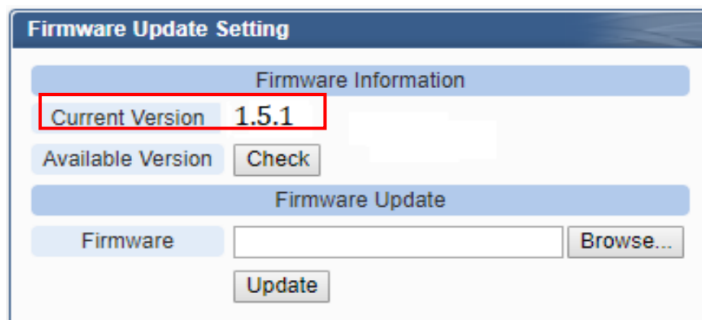 Firmware Update Setting
Firmware Information
Current Version 1.5.1
Available Version Check
Firmware Update
Firmware Browse...
Update